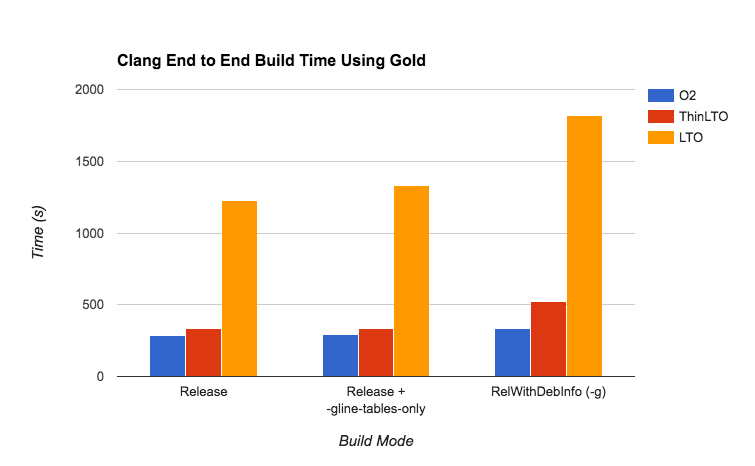 Clang End to End Build Time Using Gold
2000
1500
1000
500
0
Time (s)
O2
ThinLTO
LTO
Release
Release +
-gline-tables-only
RelWithDebInfo (-g)
Build Mode